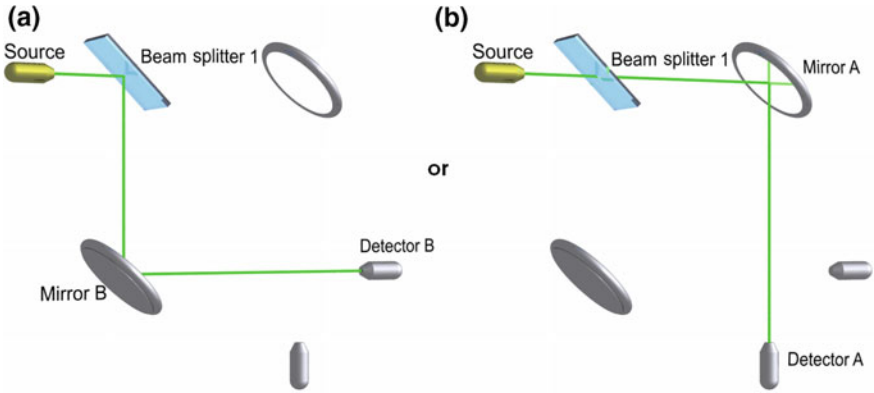 (a)
Source
Beam splitter 1
Mirror B
Detector B
or
(b)
Source
Beam splitter 1
Mirror A
Detector A